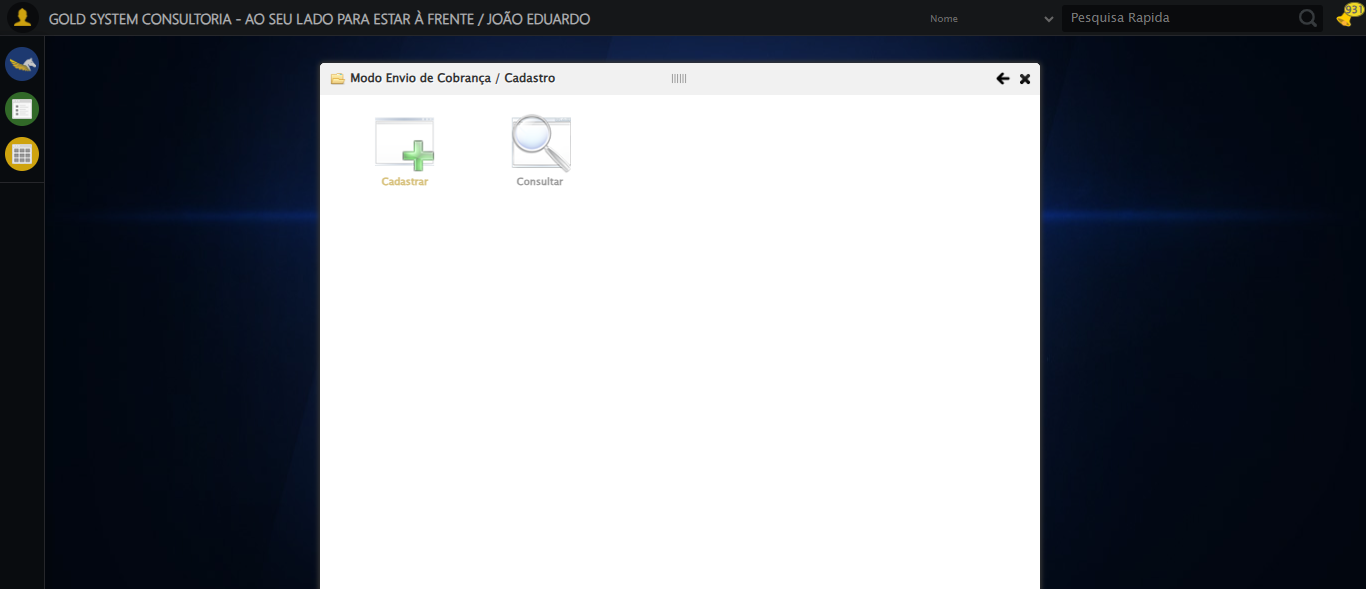 GOLD SYSTEM CONSULTORIA - AO SEU LADO PARA ESTAR À FRENTE / JOÃO EDUARDO
Nome
Pesquisa Rapida
931
Modo Envio de Cobrança / Cadastro
Cadastrar
Consultar